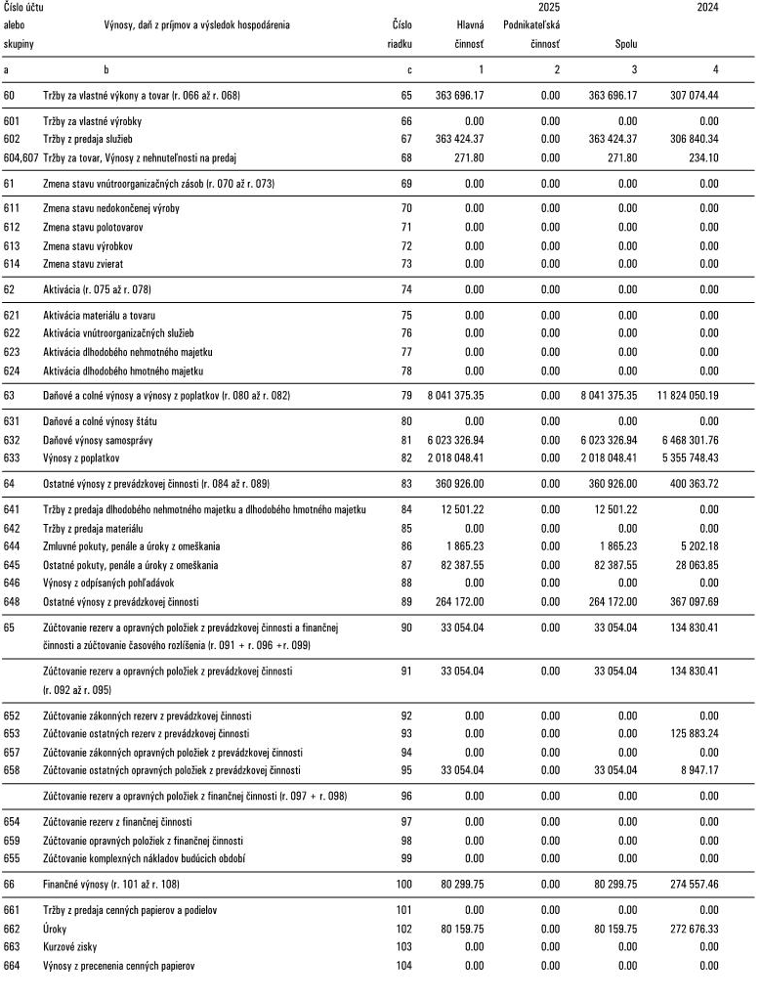 Číslo účtu 2025 2024
alebo Výnosy, daň z príjmov a výsledok hospodárenia Číslo Hlavná Podnikateľská
skupiny riadku činnosť činnosť Spolu
a b c 1 2 3 4
60 Tržby za vlastné výkony a tovar (r. 066 až r. 068) 65 363 696.17 0.00 363 696.17 307 074.44
601 Tržby za vlastné výrobky 66 0.00 0.00 0.00 0.00
602 Tržby z predaja služieb 67 363 424.37 0.00 363 424.37 306 840.34
604,607 Tržby za tovar, Výnosy z nehnuteľnosti na predaj 68 271.80 0.00 271.80 234.10
61 Zmena stavu vnútroorganizačných zásob (r. 070 až r. 073) 69 0.00 0.00 0.00 0.00
611 Zmena stavu nedokončenej výroby 70 0.00 0.00 0.00 0.00
612 Zmena stavu polotovarov 71 0.00 0.00 0.00 0.00
613 Zmena stavu výrobkov 72 0.00 0.00 0.00 0.00
614 Zmena stavu zvierat 73 0.00 0.00 0.00 0.00
62 Aktivácia (r. 075 až r. 078) 74 0.00 0.00 0.00 0.00
621 Aktivácia materiálu a tovaru 75 0.00 0.00 0.00 0.00
622 Aktivácia vnútroorganizačných služieb 76 0.00 0.00 0.00 0.00
623 Aktivácia dlhodobého nehmotného majetku 77 0.00 0.00 0.00 0.00
624 Aktivácia dlhodobého hmotného majetku 78 0.00 0.00 0.00 0.00
63 Daňové a colné výnosy a výnosy z poplatkov (r. 080 až r. 082) 79 8 041 375.35 0.00 8 041 375.35 11 824 050.19
631 Daňové a colné výnosy štátu 80 0.00 0.00 0.00 0.00
632 Daňové výnosy samosprávy 81 6 023 326.94 0.00 6 023 326.94 6 468 301.76
633 Výnosy z poplatkov 82 2 018 048.41 0.00 2 018 048.41 5 355 748.43
64 Ostatné výnosy z prevádzkovej činnosti (r. 084 až r. 089) 83 360 926.00 0.00 360 926.00 400 363.72
641 Tržby z predaja dlhodobého nehmotného majetku a dlhodobého hmotného majetku 84 12 501.22 0.00 12 501.22 0.00
642 Tržby z predaja materiálu 85 0.00 0.00 0.00 0.00
644 Zmluvné pokuty, penále a úroky z omeškania 86 1 865.23 0.00 1 865.23 5 202.18
645 Ostatné pokuty, penále a úroky z omeškania 87 82 387.55 0.00 82 387.55 28 063.85
646 Výnosy z odpísaných pohľadávok 88 0.00 0.00 0.00 0.00
648 Ostatné výnosy z prevádzkovej činnosti 89 264 172.00 0.00 264 172.00 367 097.69
65 Zúčtovanie rezerv a opravných položiek z prevádzkovej činnosti a finančnej 90 33 054.04 0.00 33 054.04 134 830.41
činnosti a zúčtovanie časového rozlíšenia (r. 091 + r. 096 +r. 099)
Zúčtovanie rezerv a opravných položiek z prevádzkovej činnosti 91 33 054.04 0.00 33 054.04 134 830.41
(r. 092 až r. 095)
652 Zúčtovanie zákonných rezerv z prevádzkovej činnosti 92 0.00 0.00 0.00 0.00
653 Zúčtovanie ostatných rezerv z prevádzkovej činnosti 93 0.00 0.00 0.00 125 883.24
657 Zúčtovanie zákonných opravných položiek z prevádzkovej činnosti 94 0.00 0.00 0.00 0.00
658 Zúčtovanie ostatných opravných položiek z prevádzkovej činnosti 95 33 054.04 0.00 33 054.04 8 947.17
Zúčtovanie rezerv a opravných položiek z finančnej činnosti (r. 097 + r. 098) 96 0.00 0.00 0.00 0.00
654 Zúčtovanie rezerv z finančnej činnosti 97 0.00 0.00 0.00 0.00
659 Zúčtovanie opravných položiek z finančnej činnosti 98 0.00 0.00 0.00 0.00
655 Zúčtovanie komplexných nákladov budúcich období 99 0.00 0.00 0.00 0.00
66 Finančné výnosy (r. 101 až r. 108) 100 80 299.75 0.00 80 299.75 274 557.46
661 Tržby z predaja cenných papierov a podielov 101 0.00 0.00 0.00 0.00
662 Úroky 102 80 159.75 0.00 80 159.75 272 676.33
663 Kurzové zisky 103 0.00 0.00 0.00 0.00
664 Výnosy z precenenia cenných papierov 104 0.00 0.00 0.00 0.00